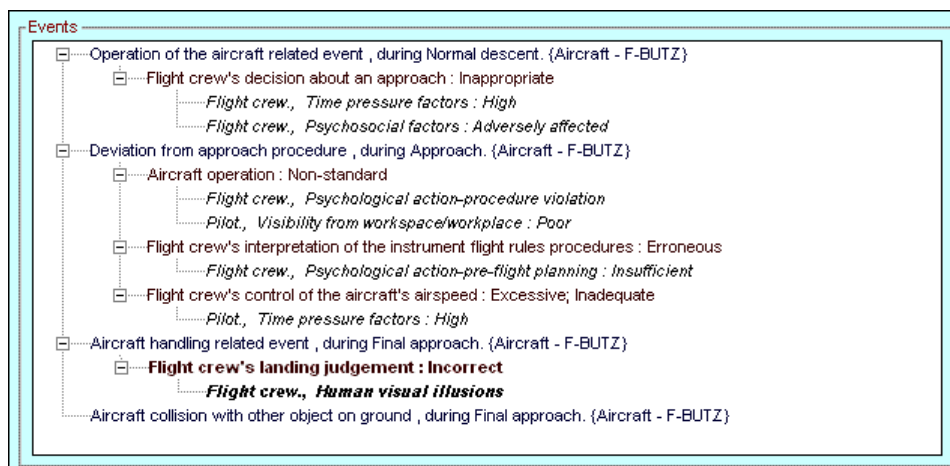 Events
Operation of the aircraft related event , during Normal descent. {Aircraft - F-BUTZ}
Flight crew's decision about an approach : Inappropriate
Flight crew., Time pressure factors : High
Flight crew., Psychosocial factors : Adversely affected
Deviation from approach procedure , during Approach. {Aircraft - F-BUTZ}
Aircraft operation : Non-standard
Flight crew., Psychological action-procedure violation
Pilot., Visibility from workspace/workplace : Poor
Flight crew's interpretation of the instrument flight rules procedures : Erroneous
Flight crew., Psychological action-pre-flight planning : Insufficient
Flight crew's control of the aircraft's airspeed : Excessive; Inadequate
Pilot., Time pressure factors : High
Aircraft handling related event , during Final approach. {Aircraft - F-BUTZ}
Flight crew's landing judgement : Incorrect
Flight crew., Human visual illusions
Aircraft collision with other object on ground , during Final approach. {Aircraft - F-BUTZ}